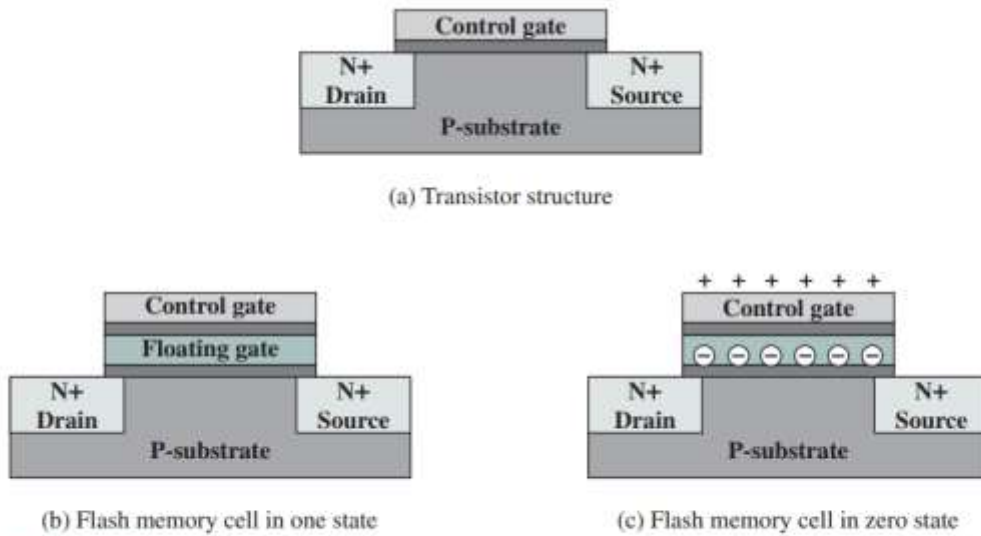 Control gate
N+
Drain
N+
Source
P-substrate
(a) Transistor structure
Control gate
Floating gate
N+
Drain
N+
Source
P-substrate
(b) Flash memory cell in one state
+ + + + + +
Control gate
− − − − − −
N+
Drain
N+
Source
P-substrate
(c) Flash memory cell in zero state